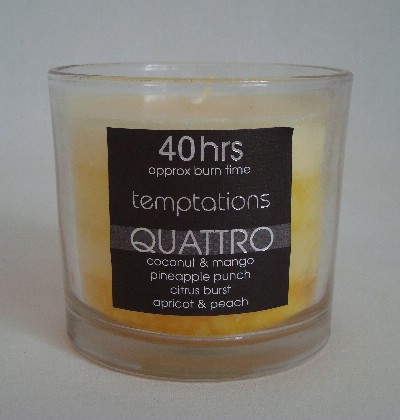 40hrs
approx burn time
temptations
QUATTRO
coconut & mango
pineapple punch
citrus burst
apricot & peach